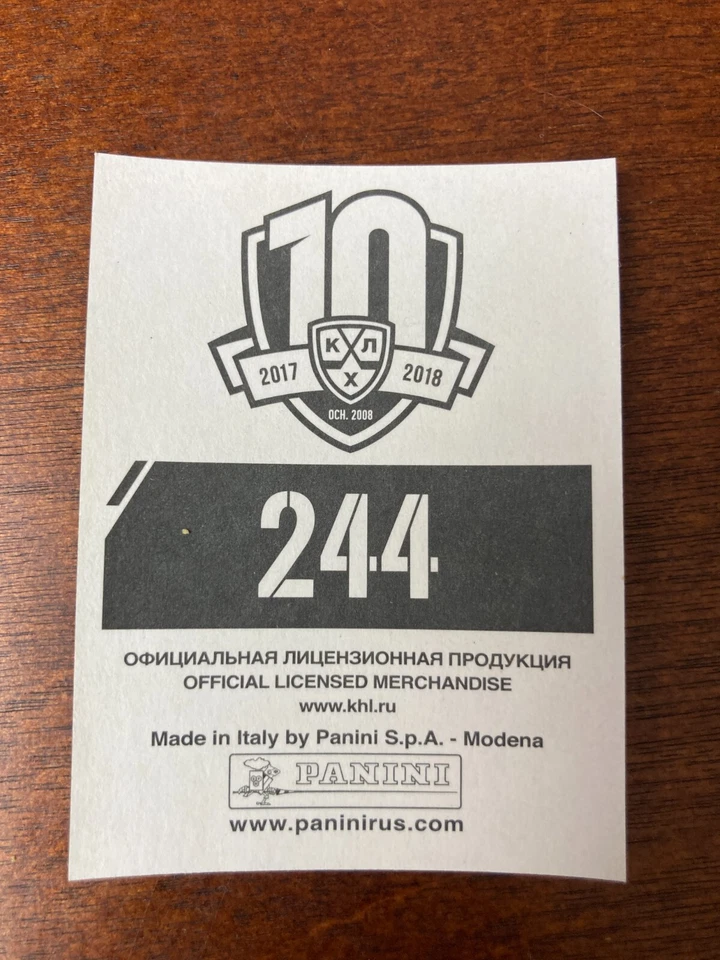 10
К Л
Х
2017 2018
ОСН. 2008
244
ОФИЦИАЛЬНАЯ ЛИЦЕНЗИОННАЯ ПРОДУКЦИЯ
OFFICIAL LICENSED MERCHANDISE
www.khl.ru
Made in Italy by Panini S.p.A. - Modena
PANINI
www.paninirus.com